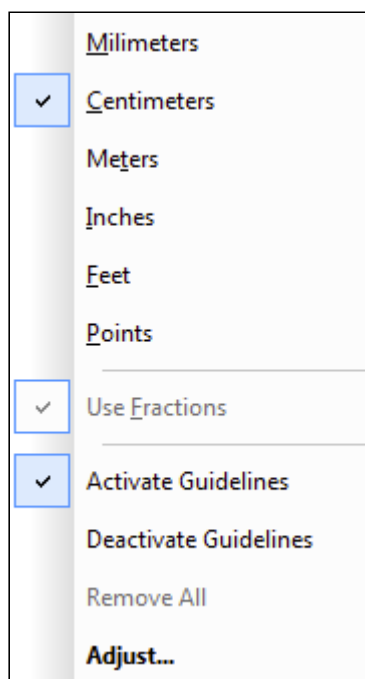 Milimeters
Centimeters
Meters
Inches
Feet
Points
Use Fractions
Activate Guidelines
Deactivate Guidelines
Remove All
Adjust...